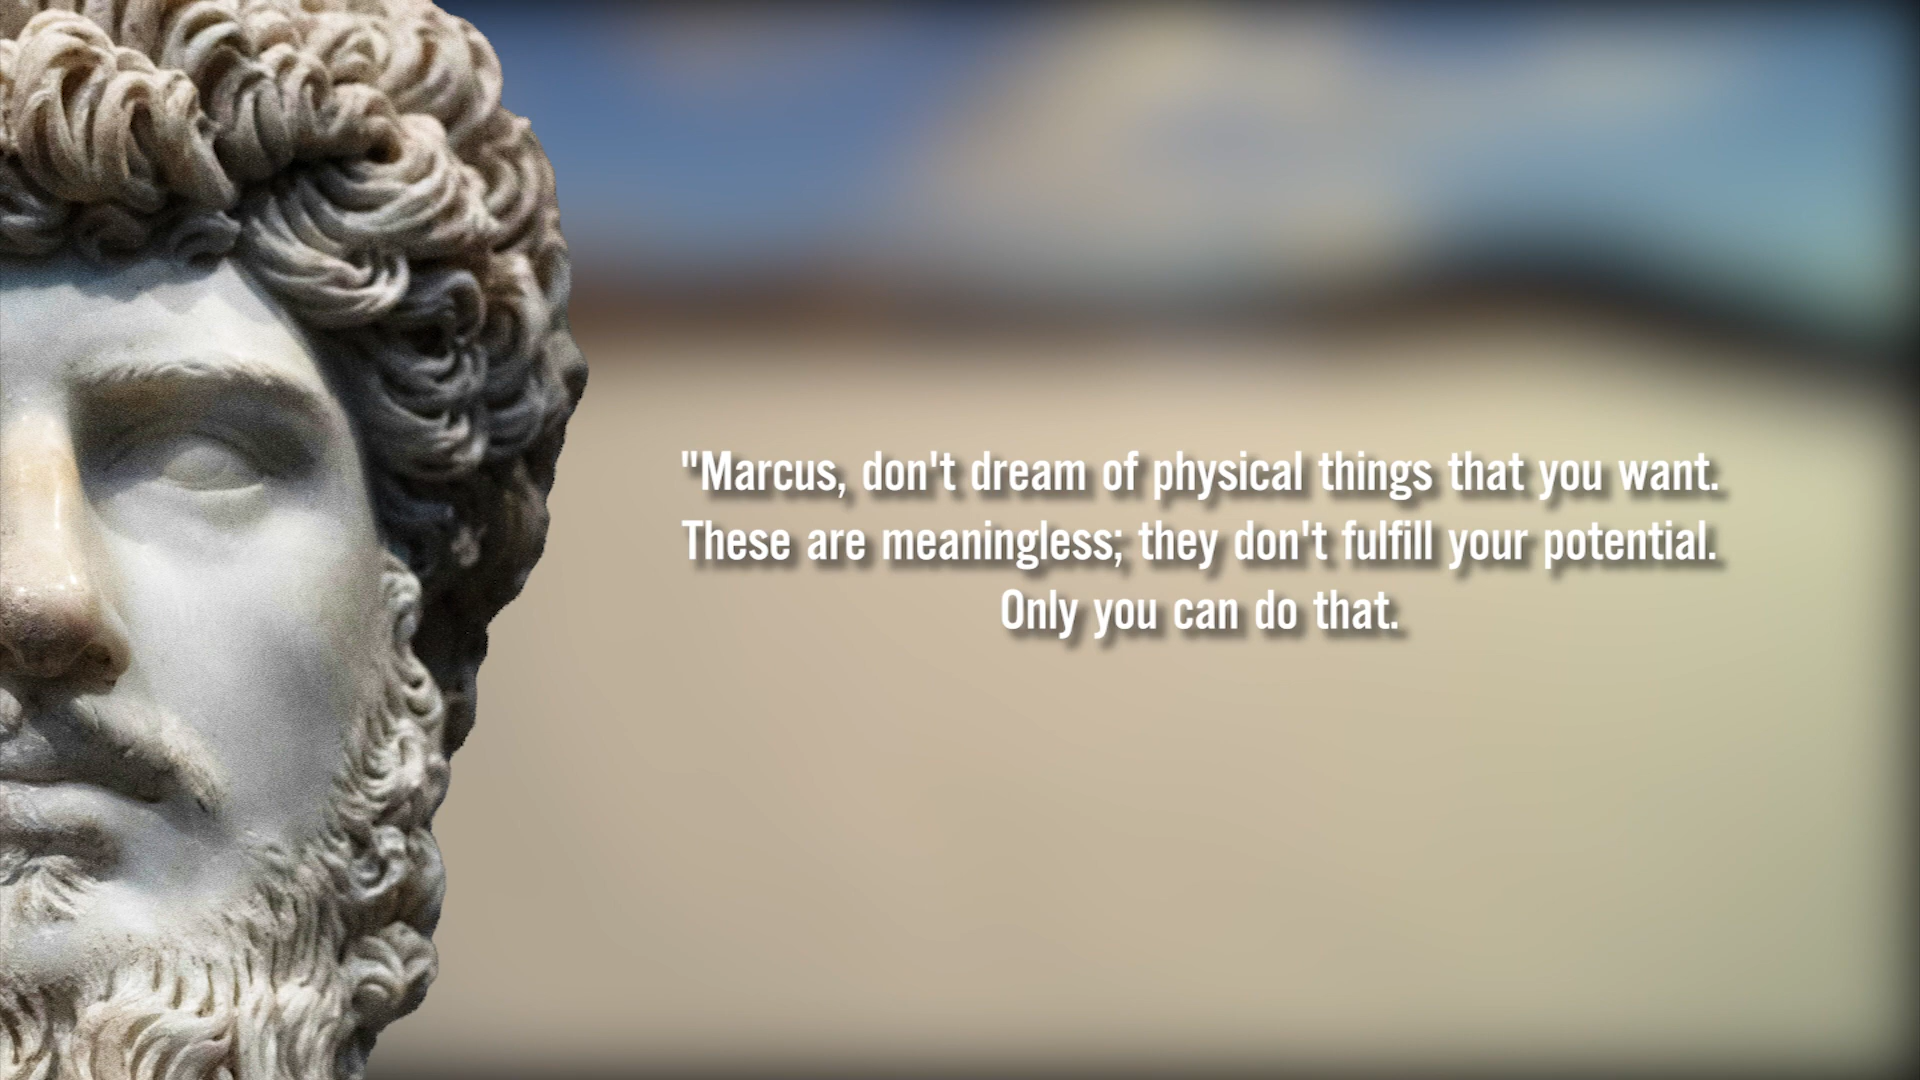 "Marcus, don't dream of physical things that you want.
These are meaningless; they don't fulfill your potential.
Only you can do that.